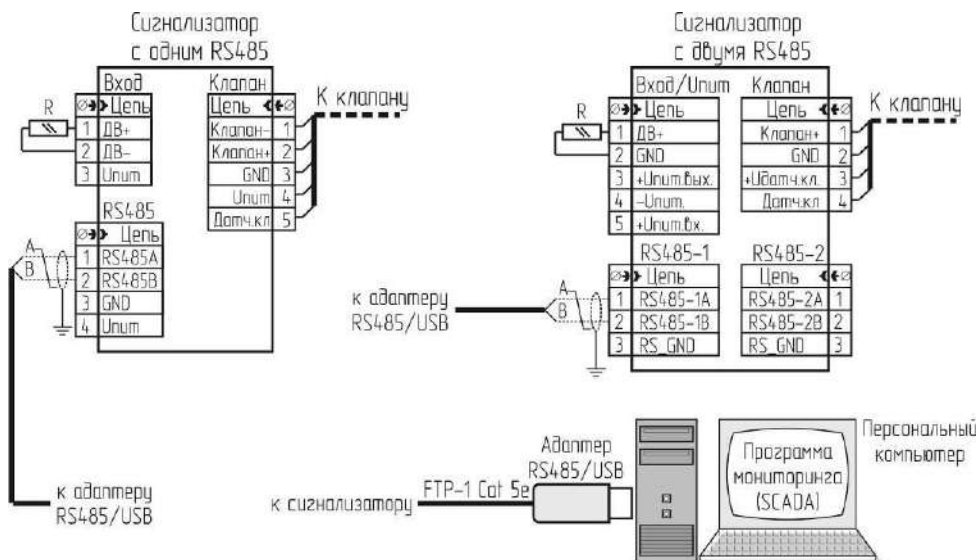 Сигнализатор
с одним RS485
Вход
Клапан
Цепь
Цепь
R
1 ДВ+
2 ДВ-
3 Uпит
Клапан- 1
Клапан+ 2
GND 3
Uпит 4
Датч.кл 5
К клапану
RS485
Цепь
A
B
1 RS485A
2 RS485B
3 GND
4 Uпит
к адаптеру
RS485/USB
Сигнализатор
с двумя RS485
Вход/Uпит
Клапан
Цепь
Цепь
R
1 ДВ+
2 GND
3 +Uпит.вых.
4 -Uпит.
5 +Uпит.вх.
Клапан+ 1
GND 2
+Uдатч.кл. 3
Датч.кл 4
К клапану
RS485-1
RS485-2
Цепь
Цепь
A
B
1 RS485-1A
2 RS485-1B
3 RS_GND
RS485-2A 1
RS485-2B 2
RS_GND 3
к адаптеру
RS485/USB
к сигнализатору
FTP-1 Cat 5e
Адаптер
RS485/USB
Программа
мониторинга
(SCADA)
Персональный
компьютер